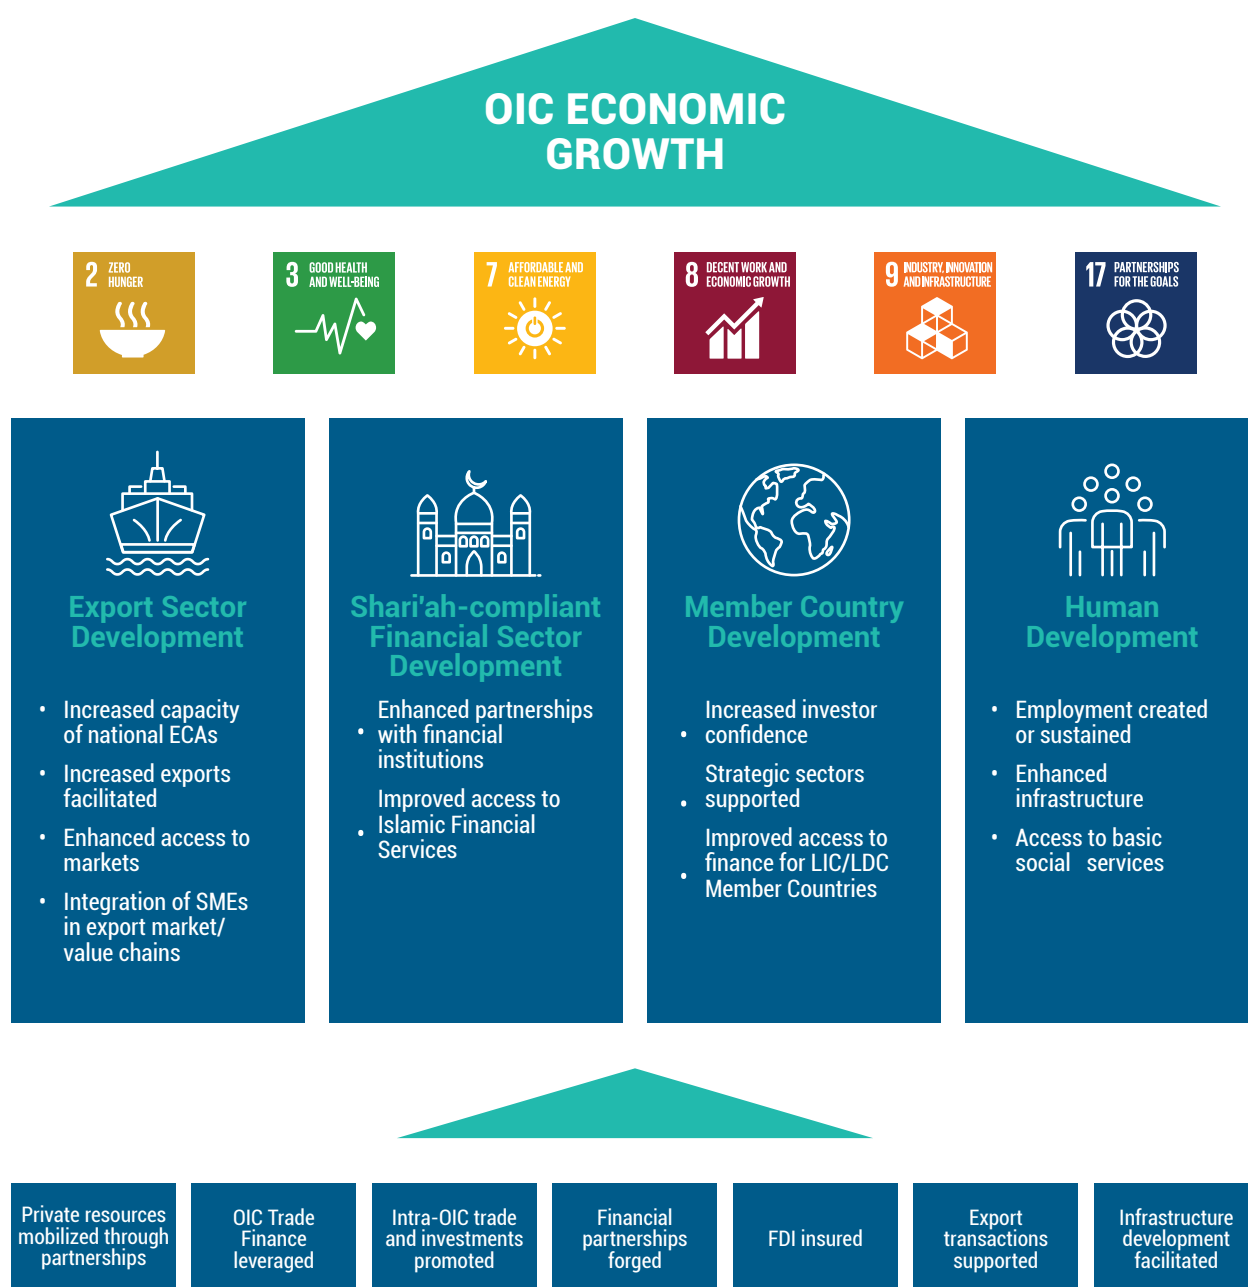 OIC ECONOMIC
GROWTH
2 ZERO
HUNGER
3 GOOD HEALTH
AND WELL-BEING
7 AFFORDABLE AND
CLEAN ENERGY
8 DECENT WORK AND
ECONOMIC GROWTH
9 INDUSTRY, INNOVATION
AND INFRASTRUCTURE
17 PARTNERSHIPS
FOR THE GOALS
Export Sector
Development
• Increased capacity
of national ECAs
• Increased exports
facilitated
• Enhanced access to
markets
• Integration of SMEs
in export market/
value chains
Shari'ah-compliant
Financial Sector
Development
Enhanced partnerships
• with financial
institutions
Improved access to
• Islamic Financial
Services
Member Country
Development
Increased investor
• confidence
Strategic sectors
• supported
Improved access to
finance for LIC/LDC
• Member Countries
Human
Development
• Employment created
or sustained
• Enhanced
infrastructure
• Access to basic
social services
Private resources
mobilized through
partnerships
OIC Trade
Finance
leveraged
Intra-OIC trade
and investments
promoted
Financial
partnerships
forged
FDI insured
Export
transactions
supported
Infrastructure
development
facilitated